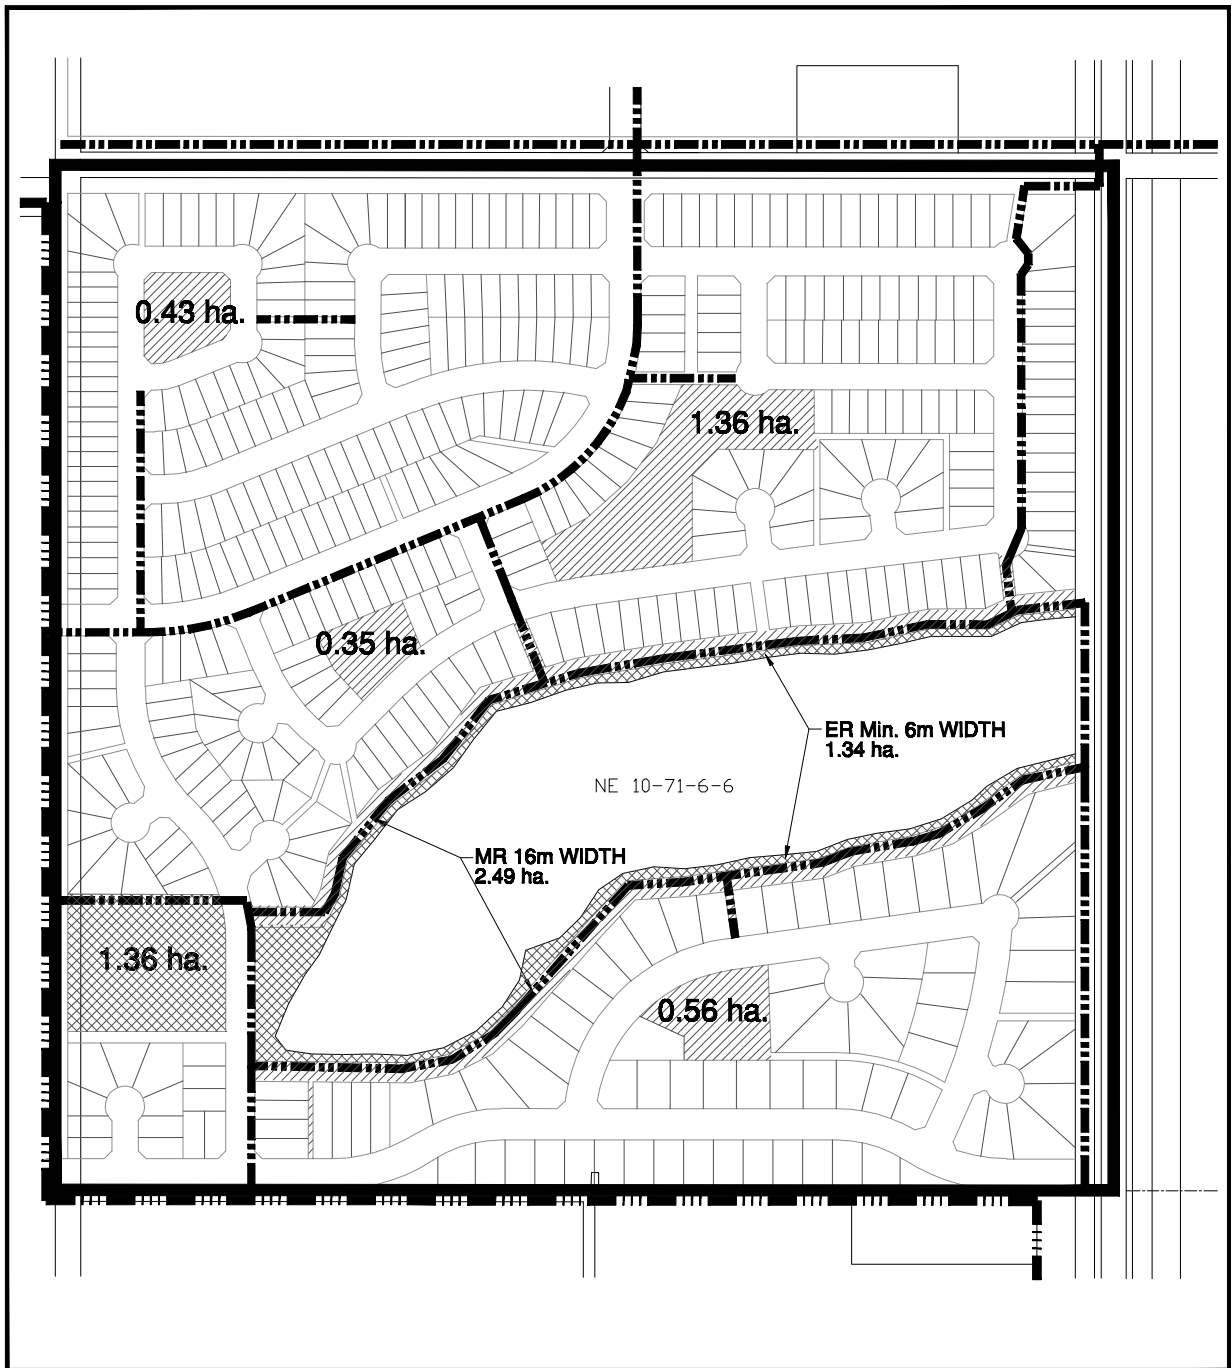 0.43 ha.
1.36 ha.
0.35 ha.
ER Min. 6m WIDTH
1.34 ha.
NE 10-71-6-6
MR 16m WIDTH
2.49 ha.
1.36 ha.
0.56 ha.